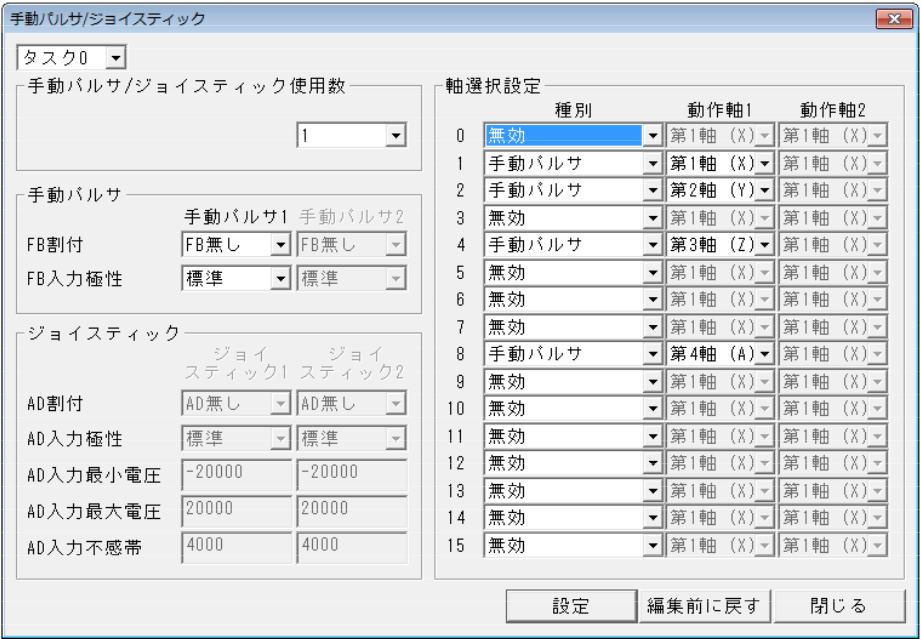 手動パルサ/ジョイスティック
タスク0
手動パルサ/ジョイスティック使用数
1
手動パルサ
手動パルサ1 手動パルサ2
FB割付 FB無し FB無し
FB入力極性 標準 標準
ジョイスティック
ジョイ ジョイ
スティック1 スティック2
AD割付 AD無し AD無し
AD入力極性 標準 標準
AD入力最小電圧 -20000 -20000
AD入力最大電圧 20000 20000
AD入力不感帯 4000 4000
軸選択設定
種別 動作軸1 動作軸2
0 無効 第1軸 (X) 第1軸 (X)
1 手動パルサ 第1軸 (X) 第1軸 (X)
2 手動パルサ 第2軸 (Y) 第1軸 (X)
3 無効 第1軸 (X) 第1軸 (X)
4 手動パルサ 第3軸 (Z) 第1軸 (X)
5 無効 第1軸 (X) 第1軸 (X)
6 無効 第1軸 (X) 第1軸 (X)
7 無効 第1軸 (X) 第1軸 (X)
8 手動パルサ 第4軸 (A) 第1軸 (X)
9 無効 第1軸 (X) 第1軸 (X)
10 無効 第1軸 (X) 第1軸 (X)
11 無効 第1軸 (X) 第1軸 (X)
12 無効 第1軸 (X) 第1軸 (X)
13 無効 第1軸 (X) 第1軸 (X)
14 無効 第1軸 (X) 第1軸 (X)
15 無効 第1軸 (X) 第1軸 (X)
設定 編集前に戻す 閉じる